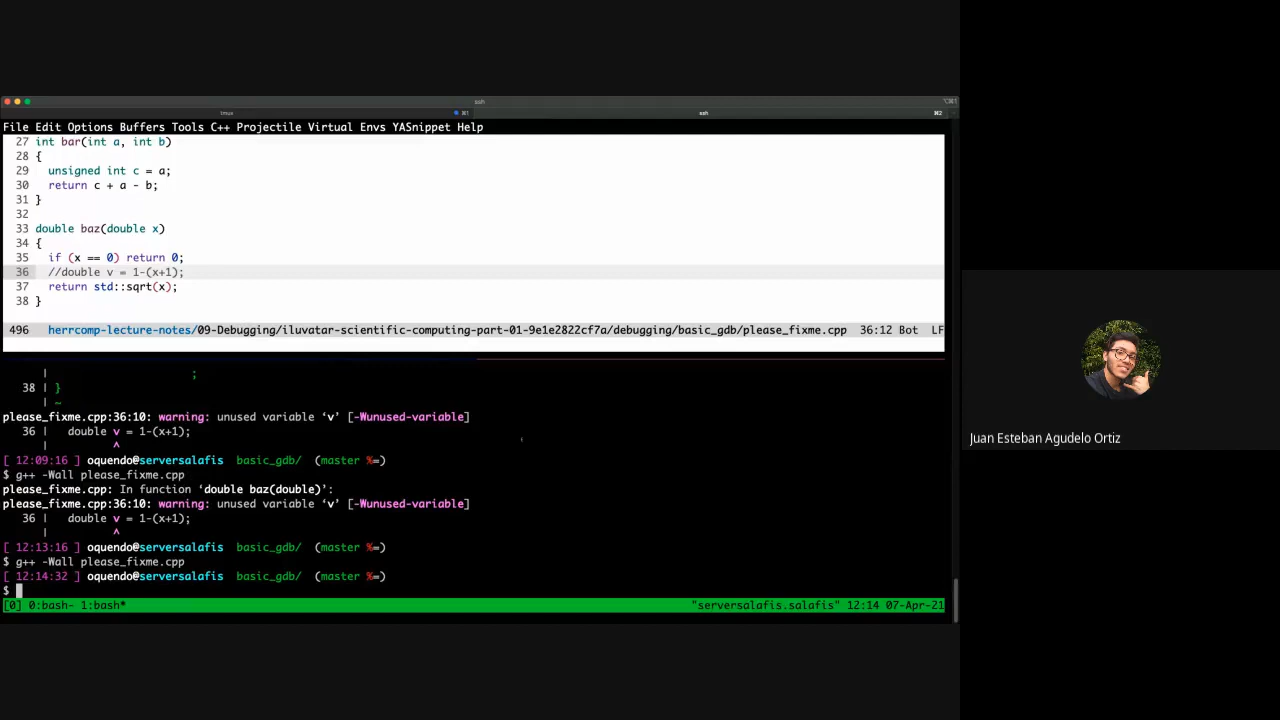 ssh
⌥⌘1
tmux
⌘1
ssh
⌘2
File Edit Options Buffers Tools C++ Projectile Virtual Envs YASnippet Help
27 int bar(int a, int b)
28 {
29   unsigned int c = a;
30   return c + a - b;
31 }
32
33 double baz(double x)
34 {
35   if (x == 0) return 0;
36   //double v = 1-(x+1);
37   return std::sqrt(x);
38 }
496   herrcomp-lecture-notes/09-Debugging/iluvatar-scientific-computing-part-01-9e1e2822cf7a/debugging/basic_gdb/please_fixme.cpp  36:12 Bot  LF
|                       ;
38 | }
| ~
please_fixme.cpp:36:10: warning: unused variable ‘v’ [-Wunused-variable]
36 |   double v = 1-(x+1);
|          ^
[ 12:09:16 ] oquendo@serversalafis  basic_gdb/  (master %=)
$ g++ -Wall please_fixme.cpp
please_fixme.cpp: In function ‘double baz(double)’:
please_fixme.cpp:36:10: warning: unused variable ‘v’ [-Wunused-variable]
36 |   double v = 1-(x+1);
|          ^
[ 12:13:16 ] oquendo@serversalafis  basic_gdb/  (master %=)
$ g++ -Wall please_fixme.cpp
[ 12:14:32 ] oquendo@serversalafis  basic_gdb/  (master %=)
$
[0] 0:bash- 1:bash*  "serversalafis.salafis" 12:14 07-Apr-21
Juan Esteban Agudelo Ortiz